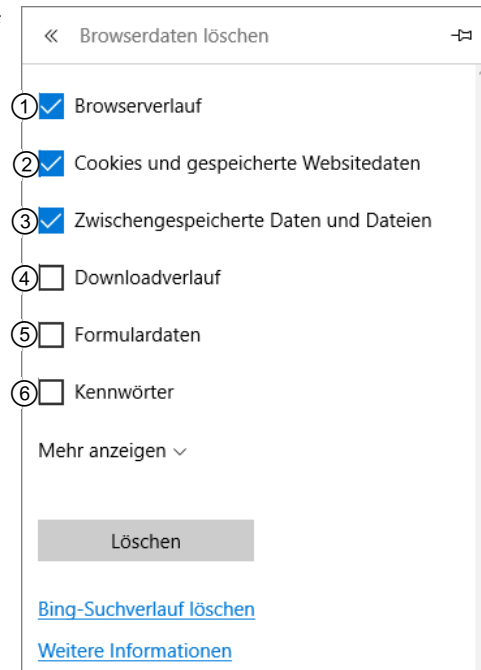 « Browserdaten löschen
① Browserverlauf
② Cookies und gespeicherte Websitedaten
③ Zwischengespeicherte Daten und Dateien
④ Downloadverlauf
⑤ Formulardaten
⑥ Kennwörter
Mehr anzeigen
Löschen
Bing-Suchverlauf löschen
Weitere Informationen